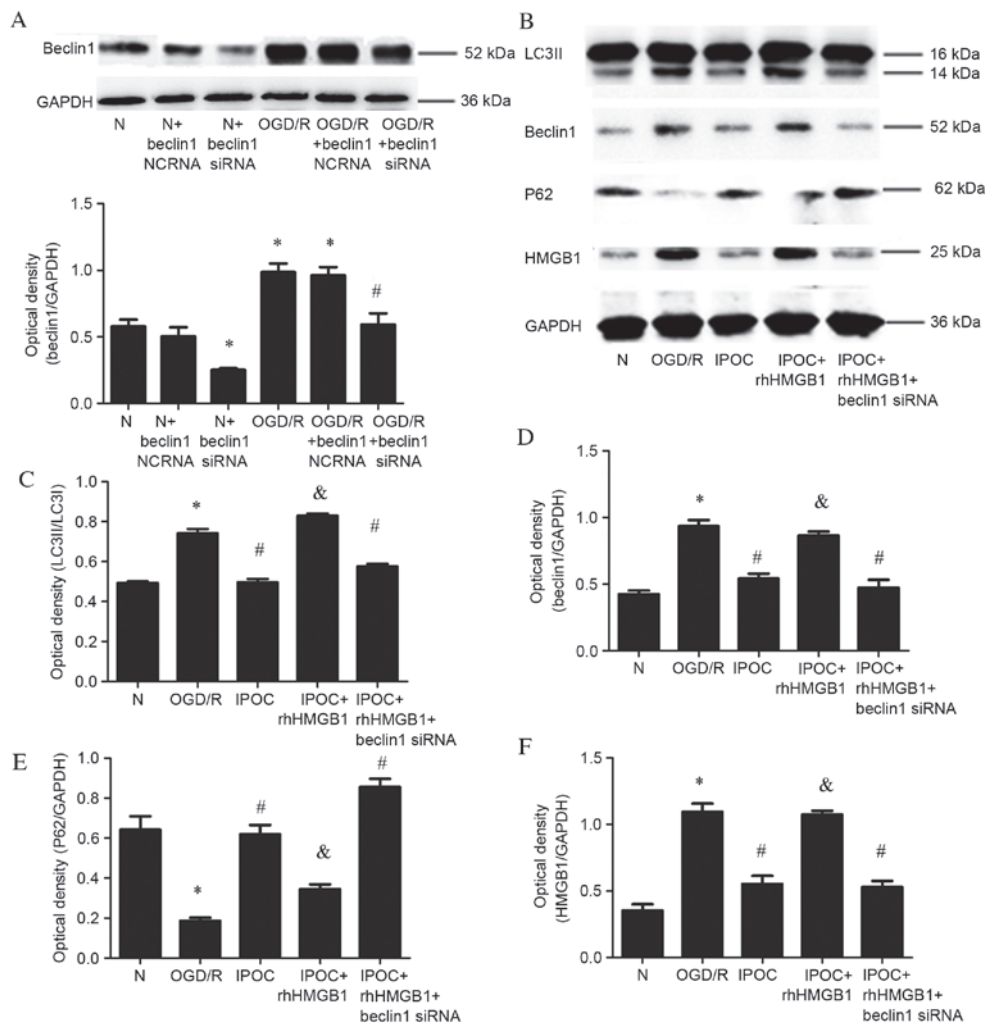 A
Beclin1
52 kDa
GAPDH
36 kDa
N
N+
beclin1
NCRNA
N+
beclin1
siRNA
OGD/R
OGD/R
+beclin1
NCRNA
OGD/R
+beclin1
siRNA
Optical density
(beclin1/GAPDH)
1.5
1.0
0.5
0.0
*
*
*
#
N
N+
beclin1
NCRNA
N+
beclin1
siRNA
OGD/R
OGD/R
+beclin1
NCRNA
OGD/R
+beclin1
siRNA
B
LC3II
16 kDa
14 kDa
Beclin1
52 kDa
P62
62 kDa
HMGB1
25 kDa
GAPDH
36 kDa
N
OGD/R
IPOC
IPOC+
rhHMGB1
IPOC+
rhHMGB1+
beclin1 siRNA
C
Optical density (LC3II/LC3I)
1.0
0.8
0.6
0.4
0.2
0.0
*
#
&
#
N
OGD/R
IPOC
IPOC+
rhHMGB1
IPOC+
rhHMGB1+
beclin1 siRNA
D
Optical density
(beclin1/GAPDH)
1.5
1.0
0.5
0.0
*
#
&
#
N
OGD/R
IPOC
IPOC+
rhHMGB1
IPOC+
rhHMGB1+
beclin1 siRNA
E
Optical density (P62/GAPDH)
1.0
0.8
0.6
0.4
0.2
0.0
*
#
&
#
N
OGD/R
IPOC
IPOC+
rhHMGB1
IPOC+
rhHMGB1+
beclin1 siRNA
F
Optical density
(HMGB1/GAPDH)
1.5
1.0
0.5
0.0
*
#
&
#
N
OGD/R
IPOC
IPOC+
rhHMGB1
IPOC+
rhHMGB1+
beclin1 siRNA